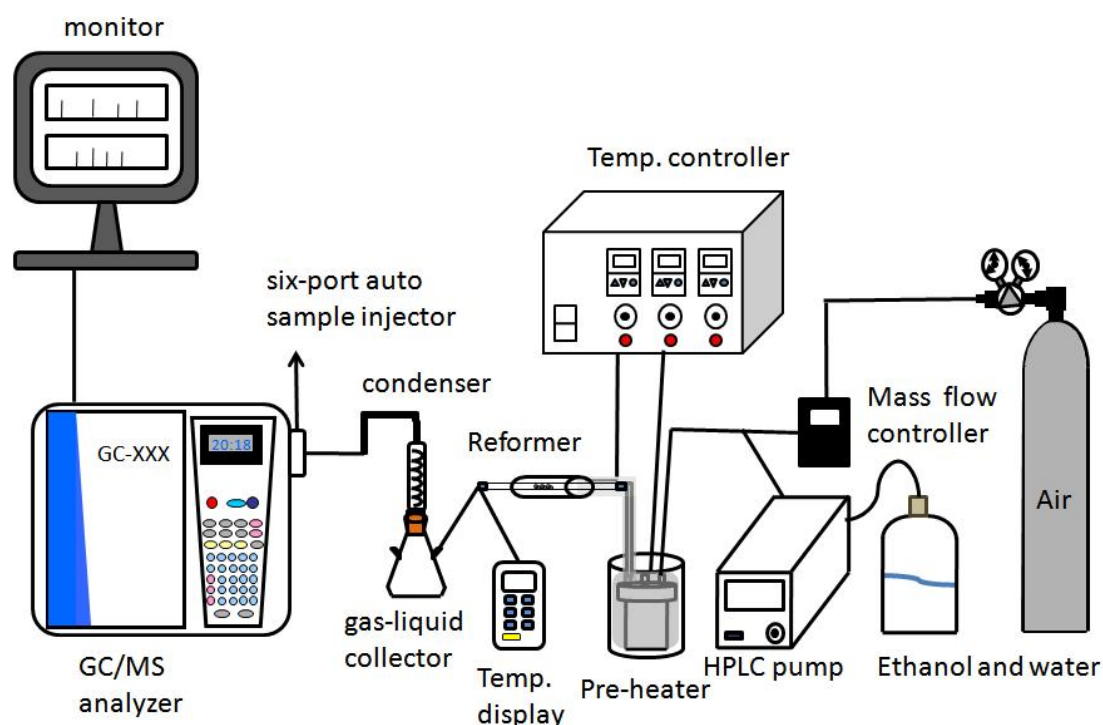 monitor
Temp. controller
six-port auto
sample injector
condenser
Reformer
Mass flow
controller
GC-XXX
20:18
Air
gas-liquid
collector
GC/MS
analyzer
Temp.
display
Pre-heater
HPLC pump
Ethanol and water